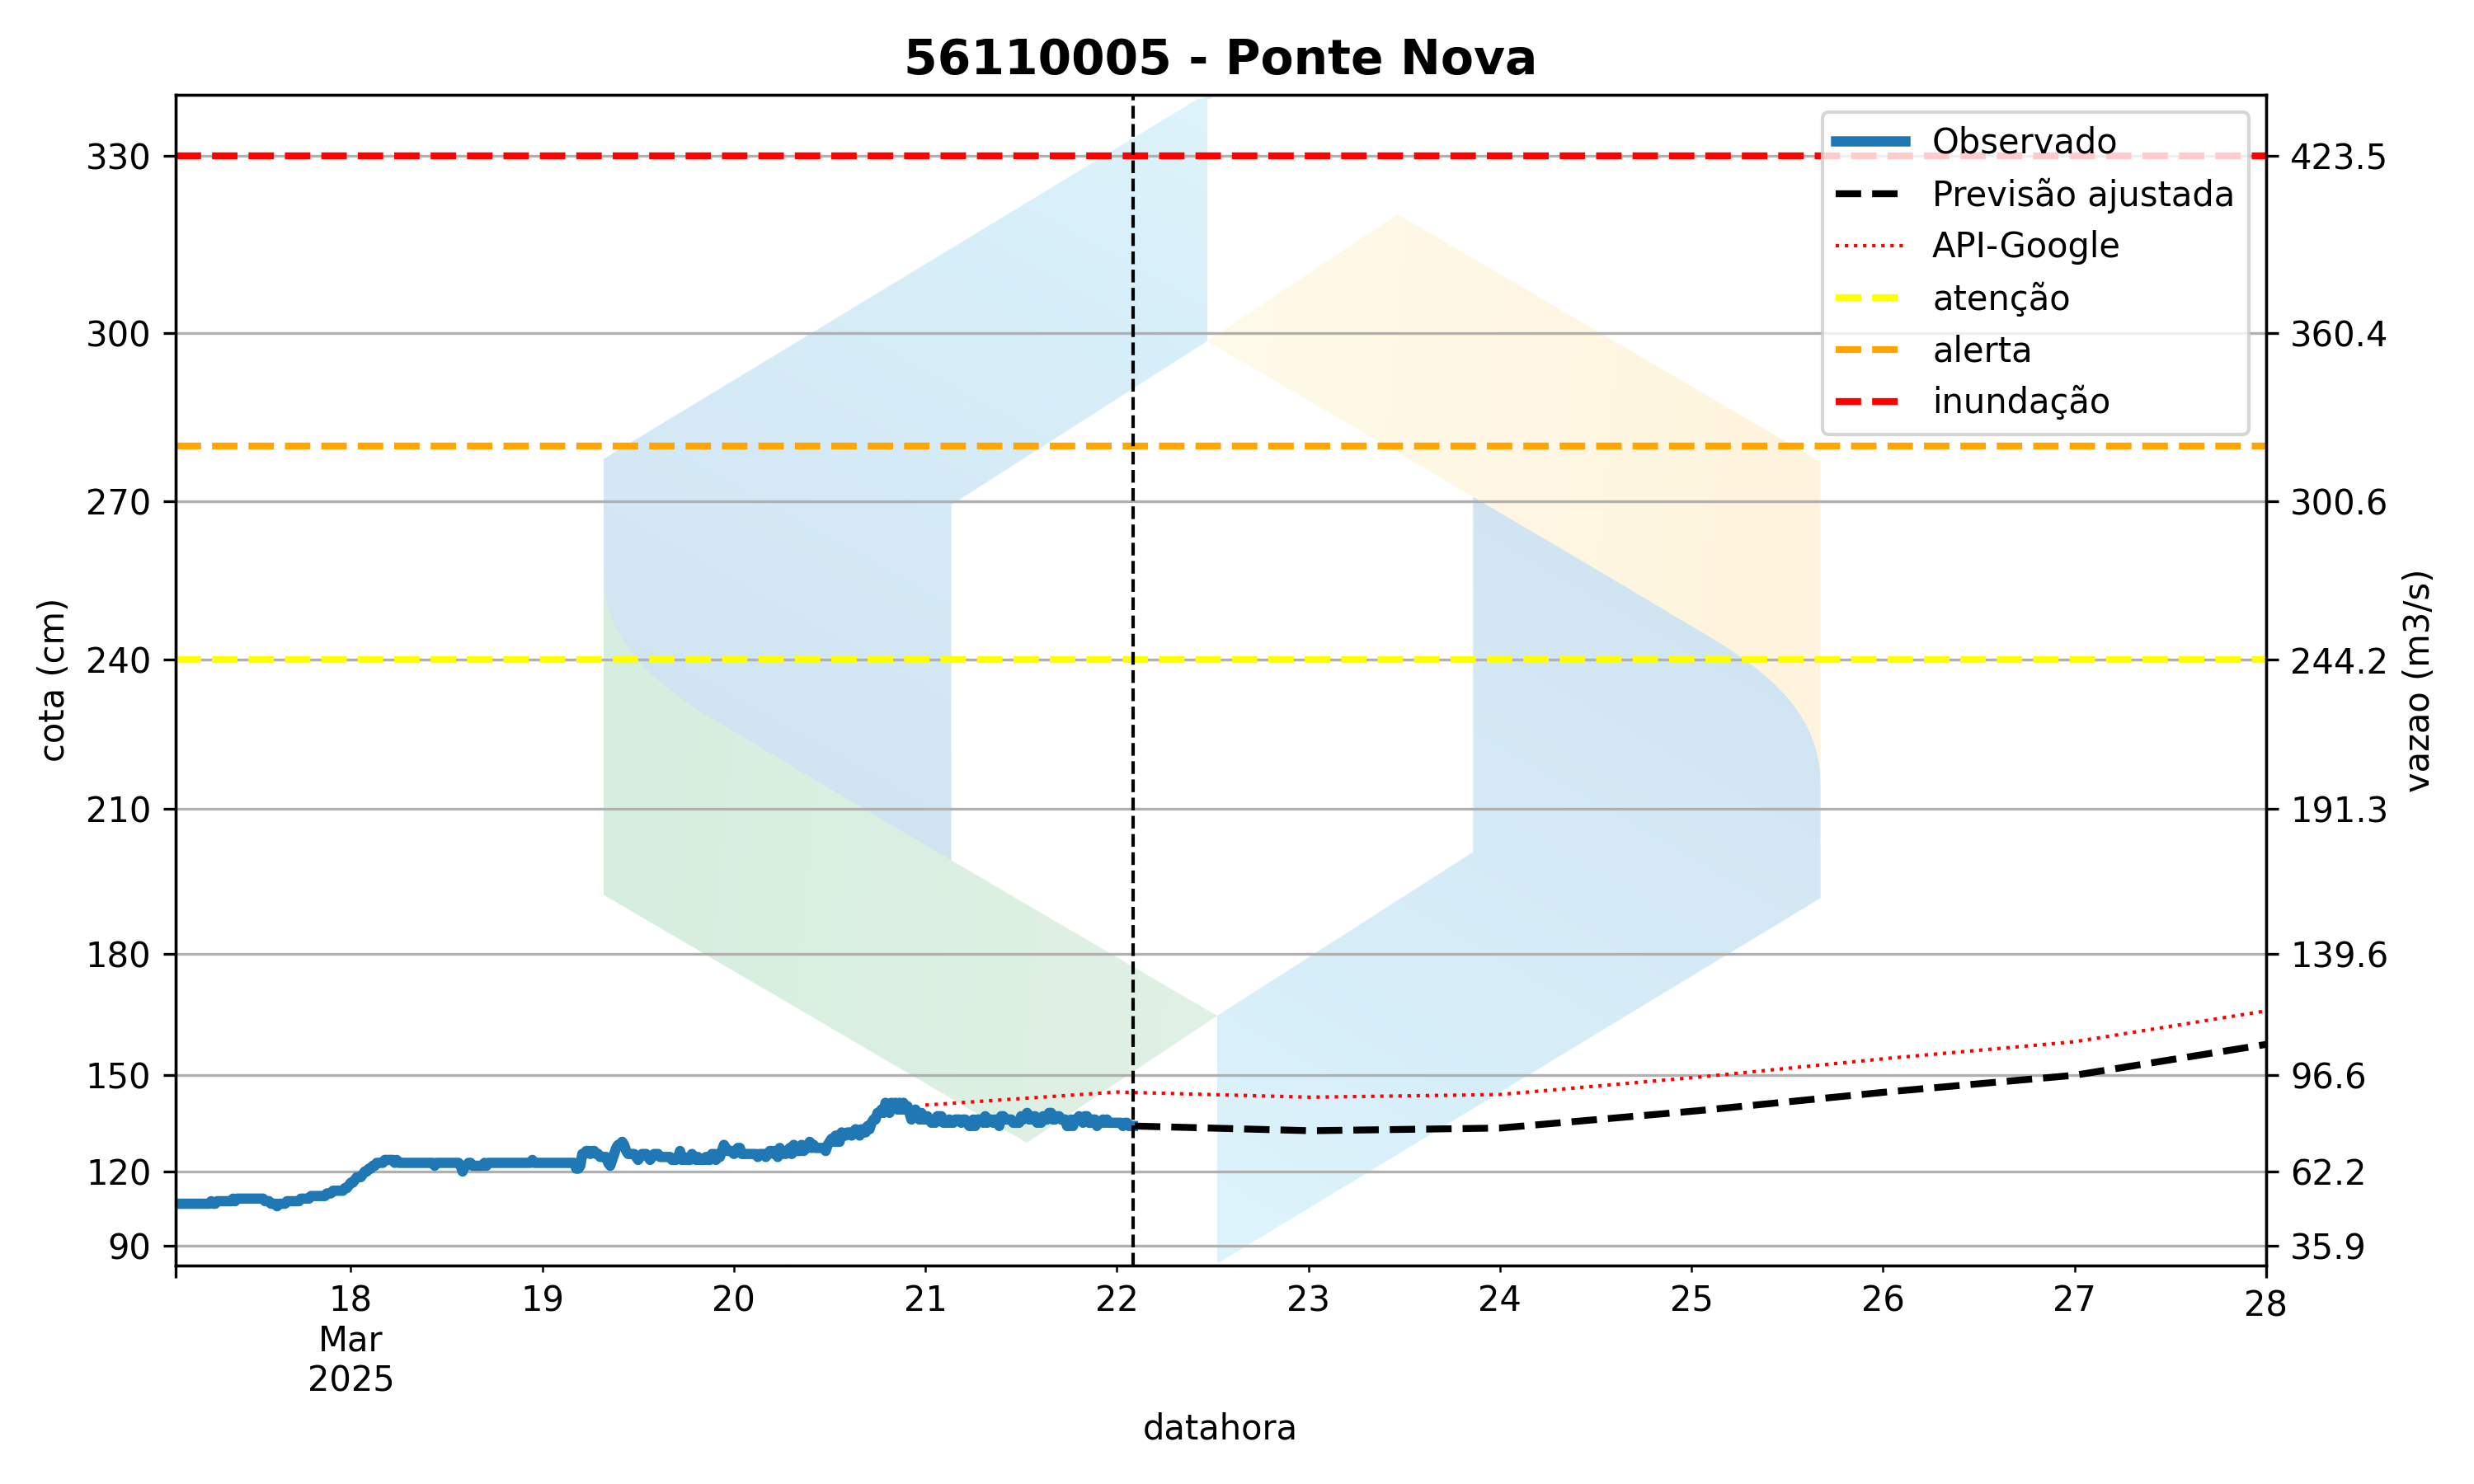 56110005 - Ponte Nova
Observado
Previsão ajustada
API-Google
atenção
alerta
inundação
cota (cm)
330
300
270
240
210
180
150
120
90
423.5
360.4
300.6
244.2
191.3
139.6
96.6
62.2
35.9
vazao (m3/s)
18 19 20 21 22 23 24 25 26 27 28
Mar
2025
datahora